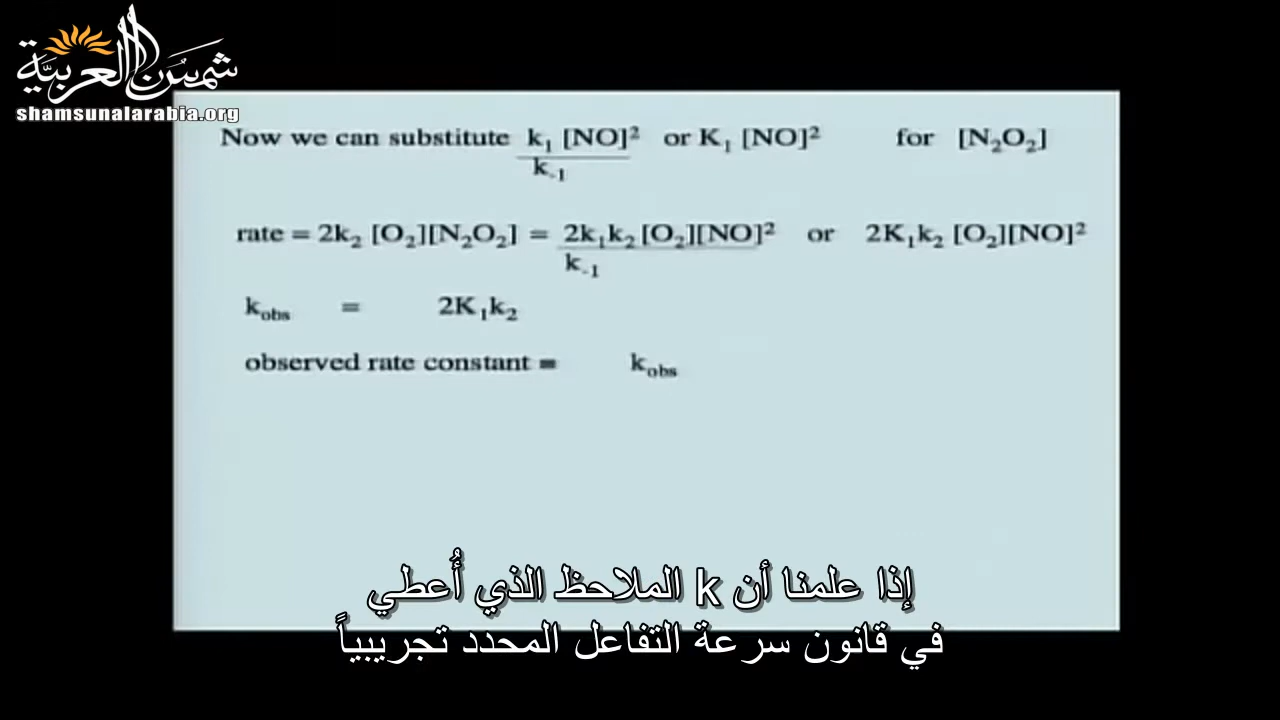 شمسُ العربية
shamsunalarabia.org
Now we can substitute k₁ [NO]² or K₁ [NO]² for [N₂O₂]
k₋₁
rate = 2k₂ [O₂][N₂O₂] = 2k₁k₂ [O₂][NO]² or 2K₁k₂ [O₂][NO]²
k₋₁
k_obs = 2K₁k₂
observed rate constant = k_obs
إذا علمنا أن k الملاحظ الذي أُعطي
في قانون سرعة التفاعل المحدد تجريبياً